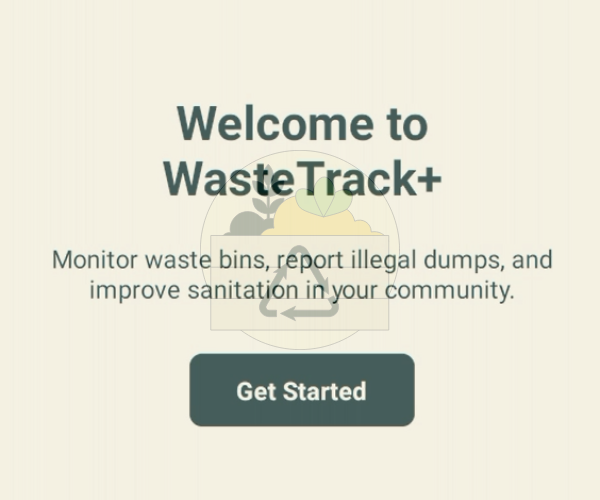 Welcome to
WasteTrack+
Monitor waste bins, report illegal dumps, and
improve sanitation in your community.
Get Started